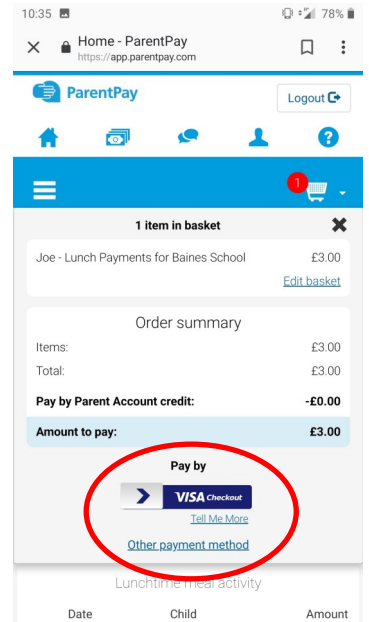 10:35 78%
Home - ParentPay
https://app.parentpay.com
ParentPay Logout
?
1
1 item in basket
Joe - Lunch Payments for Baines School £3.00
Edit basket
Order summary
Items: £3.00
Total: £3.00
Pay by Parent Account credit: -£0.00
Amount to pay: £3.00
Pay by
VISA Checkout
Tell Me More
Other payment method
Lunchtime meal activity
Date Child Amount